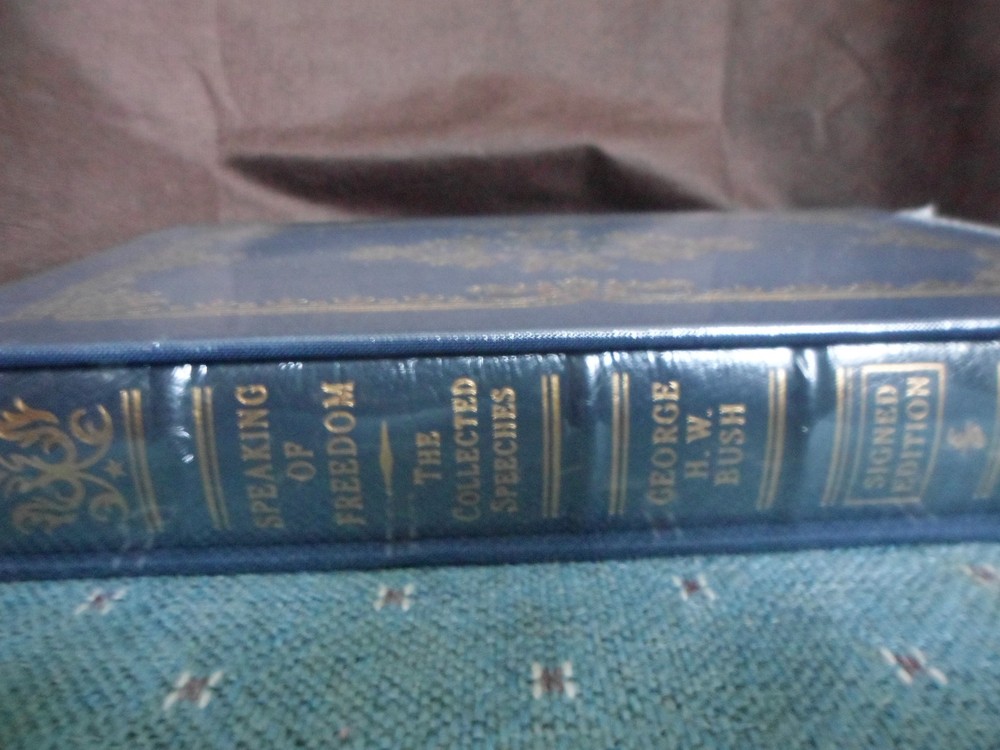 SPEAKING
OF
FREEDOM
THE
COLLECTED
SPEECHES
GEORGE
H. W.
BUSH
SIGNED
EDITION